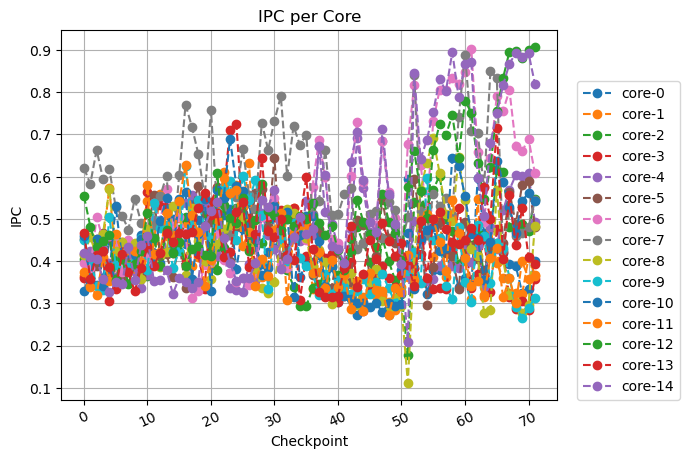 IPC per Core
IPC
0.9
0.8
0.7
0.6
0.5
0.4
0.3
0.2
0.1
0
10
20
30
40
50
60
70
Checkpoint
core-0
core-1
core-2
core-3
core-4
core-5
core-6
core-7
core-8
core-9
core-10
core-11
core-12
core-13
core-14